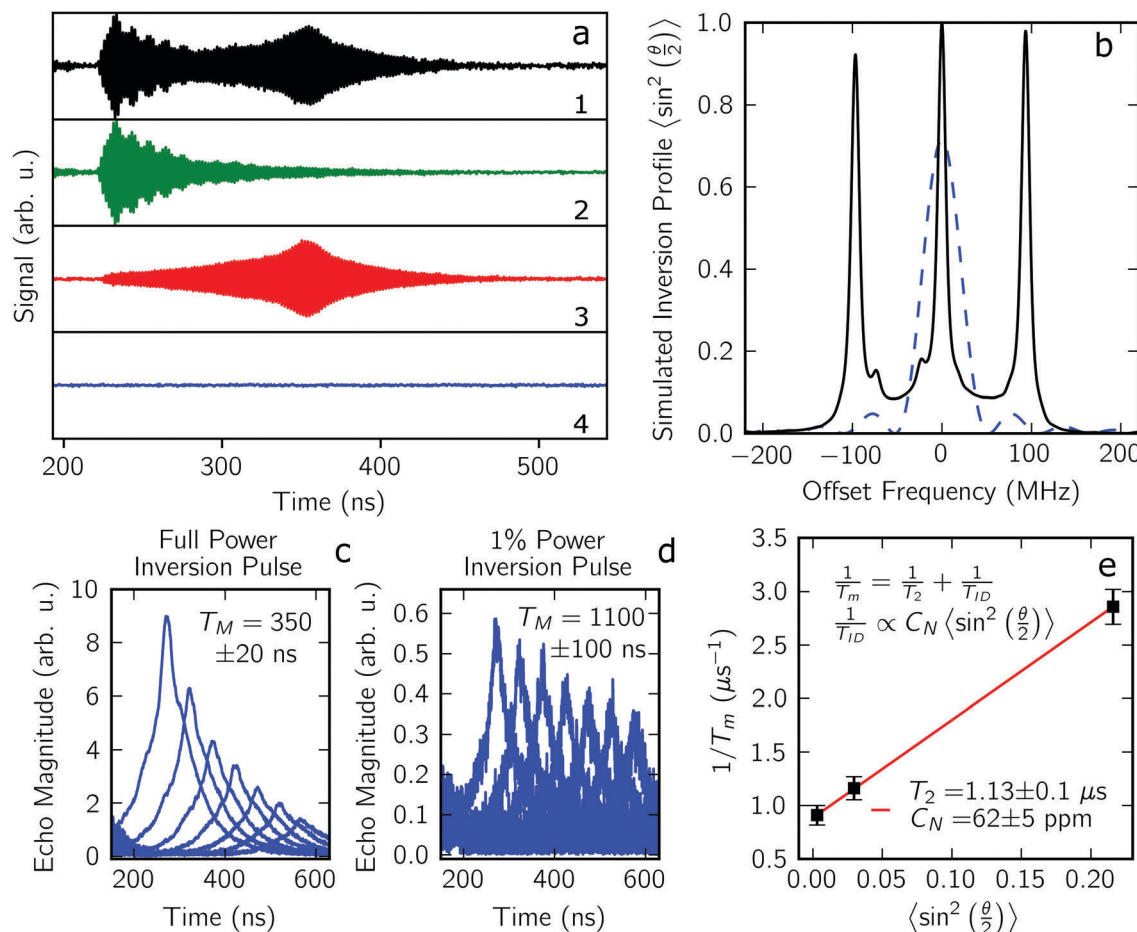 a
1
2
3
4
Signal (arb. u.)
200 300 400 500
Time (ns)
b
1.0
0.8
0.6
0.4
0.2
0.0
Simulated Inversion Profile ⟨sin² (θ/2)⟩
−200 −100 0 100 200
Offset Frequency (MHz)
Full Power
Inversion Pulse
c
10
8
6
4
2
0
Echo Magnitude (arb. u.)
T_M = 350
±20 ns
200 400 600
Time (ns)
1% Power
Inversion Pulse
d
0.6
0.5
0.4
0.3
0.2
0.1
0.0
Echo Magnitude (arb. u.)
T_M = 1100
±100 ns
200 400 600
Time (ns)
e
3.5
3.0
2.5
2.0
1.5
1.0
0.5
1/T_m (μs⁻¹)
1/T_m = 1/T_2 + 1/T_ID
1/T_ID ∝ C_N ⟨sin² (θ/2)⟩
T_2 =1.13±0.1 μs
C_N =62±5 ppm
0.00 0.05 0.10 0.15 0.20
⟨sin² (θ/2)⟩